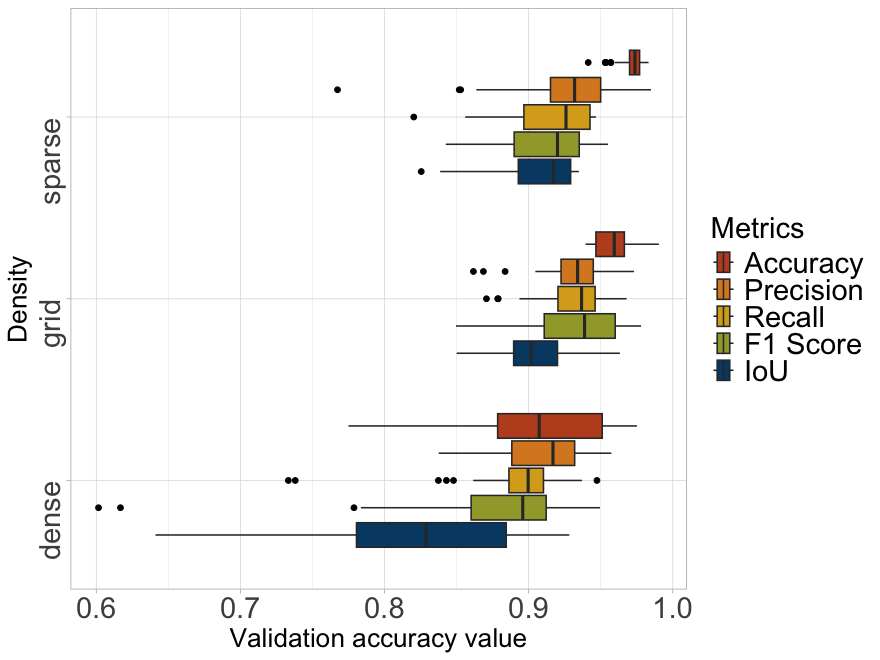 Density
sparse
grid
dense
0.6 0.7 0.8 0.9 1.0
Validation accuracy value
Metrics
Accuracy
Precision
Recall
F1 Score
IoU